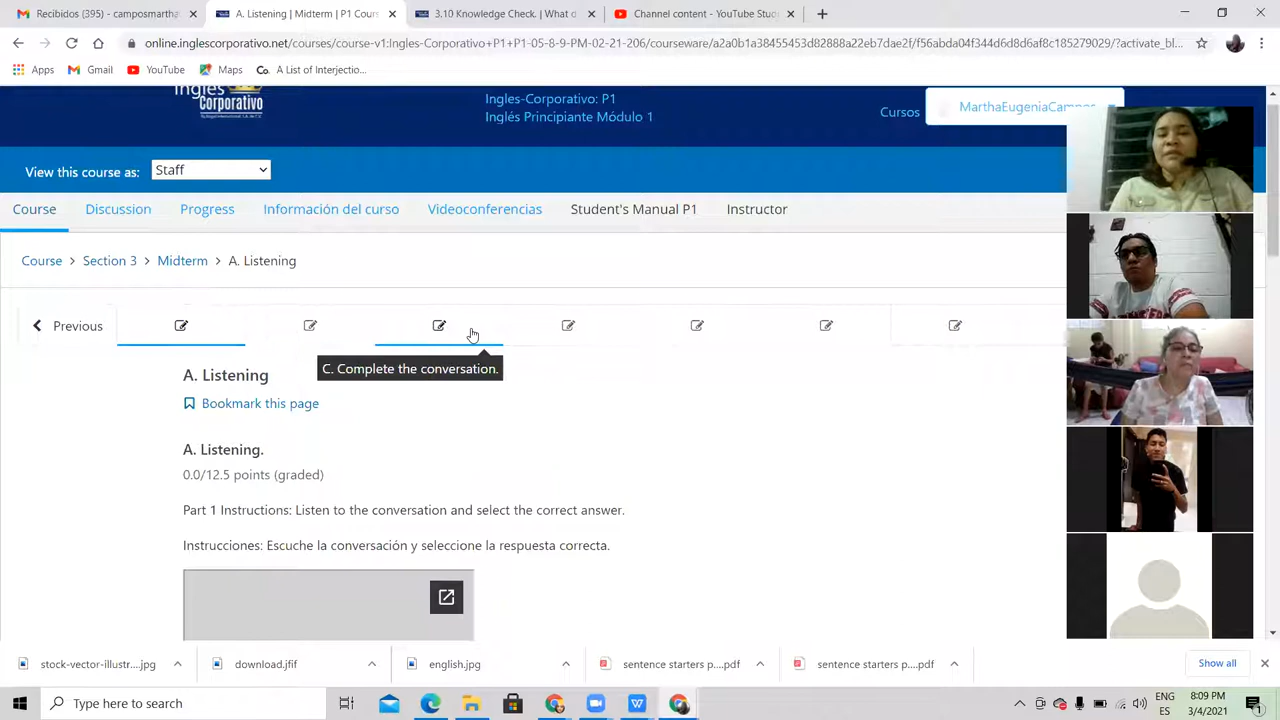 Recibidos (395) - camposmartha
A. Listening | Midterm | P1 Cours
3.10 Knowledge Check. | What d
Channel content - YouTube Stud
online.inglescorporativo.net/courses/course-v1:Ingles-Corporativo+P1+P1-05-8-9-PM-02-21-206/courseware/a2a0b1a38455453d82888a22eb7dae2f/f56abda04f344d6d8d6af8c185279029/?activate_bl...
Apps
Gmail
YouTube
Maps
A List of Interjectio...
Ingles
Corporativo
Ingles-Corporativo: P1
Inglés Principiante Módulo 1
Cursos
MarthaEugeniaCampos
View this course as:
Staff
Course
Discussion
Progress
Información del curso
Videoconferencias
Student's Manual P1
Instructor
Course > Section 3 > Midterm > A. Listening
Previous
C. Complete the conversation.
A. Listening
Bookmark this page
A. Listening.
0.0/12.5 points (graded)
Part 1 Instructions: Listen to the conversation and select the correct answer.
Instrucciones: Escuche la conversación y seleccione la respuesta correcta.
stock-vector-illustr....jpg
download.jfif
english.jpg
sentence starters p....pdf
sentence starters p....pdf
Show all
Type here to search
ES
ES
8:09 PM
3/4/2021